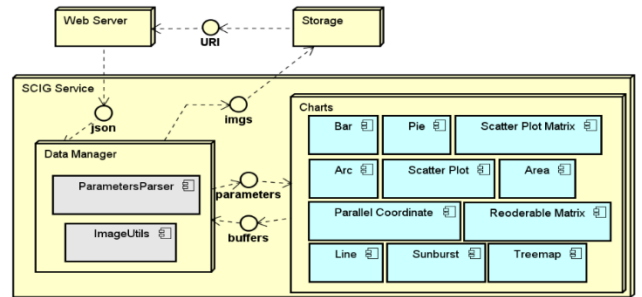 Web Server
Storage
URI
SCIG Service
json
imgs
Charts
Bar
Pie
Scatter Plot Matrix
Data Manager
Arc
Scatter Plot
Area
ParametersParser
parameters
Parallel Coordinate
Reoderable Matrix
ImageUtils
buffers
Line
Sunburst
Treemap